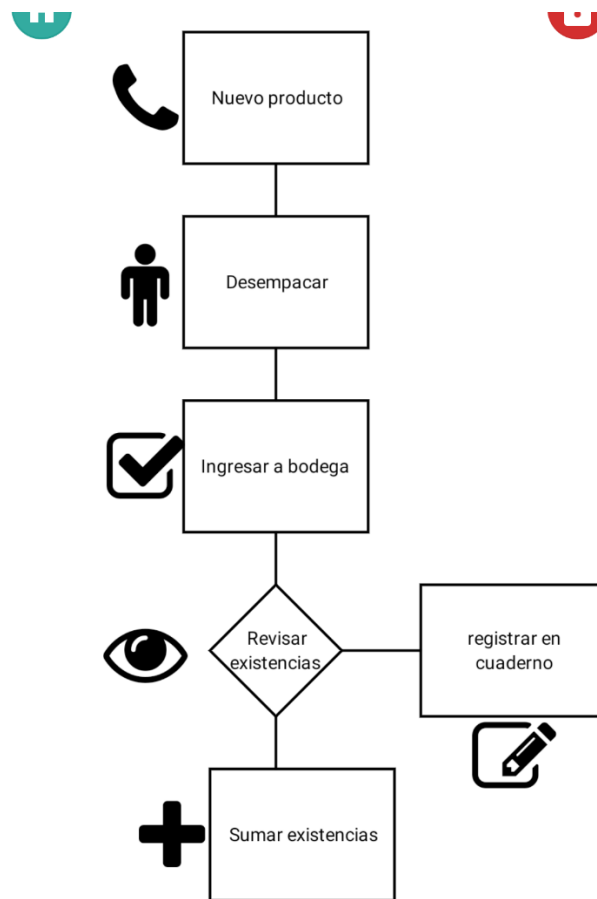 Nuevo producto
Desempacar
Ingresar a bodega
Revisar
existencias
registrar en
cuaderno
Sumar existencias